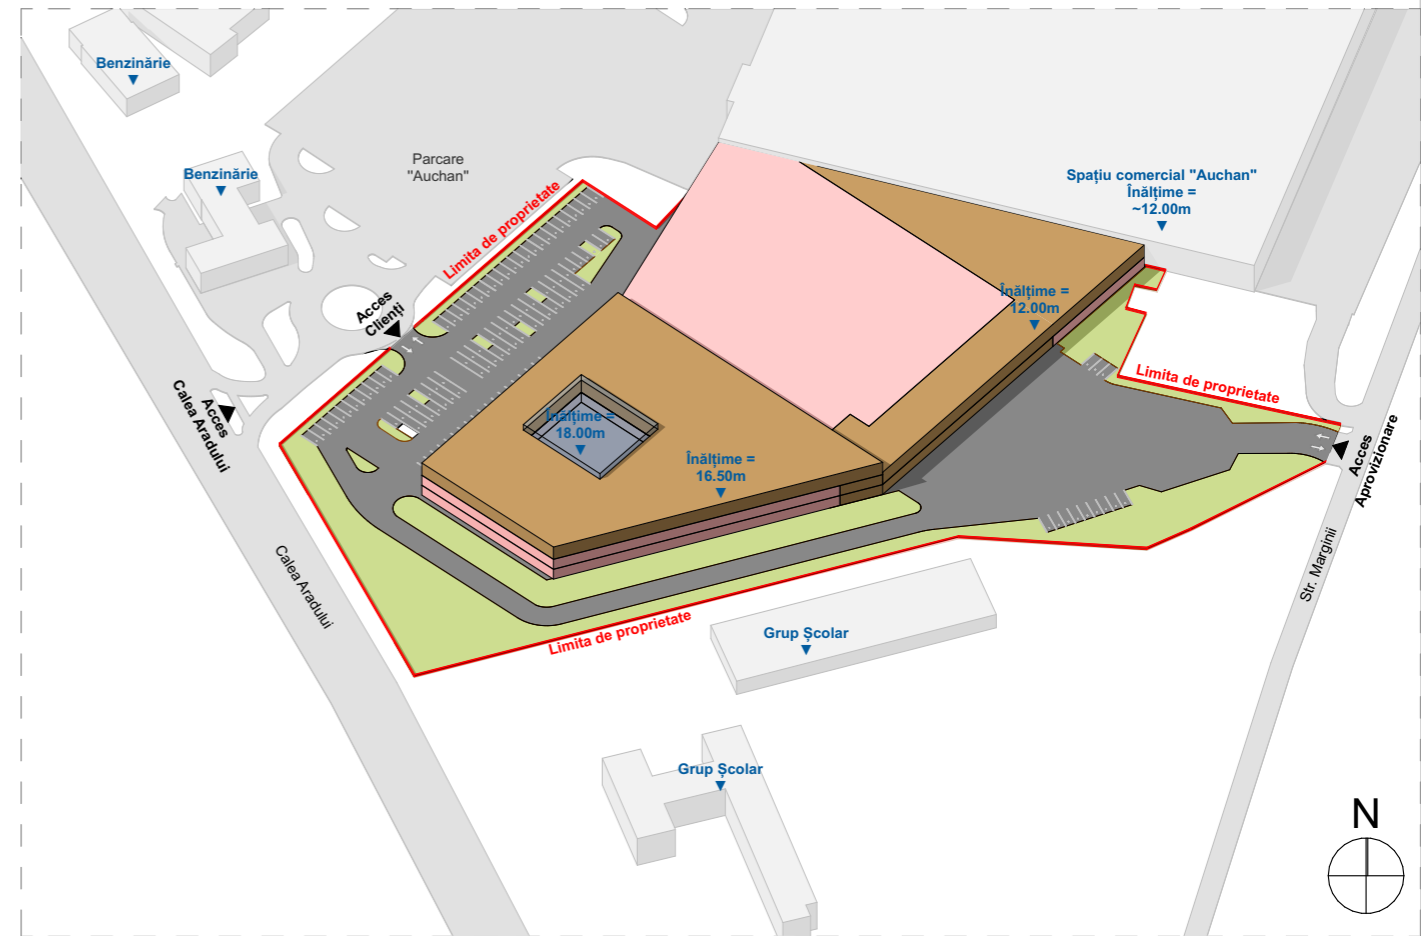 Benzinărie
Parcare
"Auchan"
Benzinărie
Spațiu comercial "Auchan"
Înălțime =
~12.00m
Limita de proprietate
Înălțime =
12.00m
Acces
Clienți
Limita de proprietate
Acces
Calea Aradului
Înălțime =
18.00m
Înălțime =
16.50m
Acces
Aprovizionare
Calea Aradului
Str. Marginii
Limita de proprietate
Grup Școlar
Grup Școlar
N